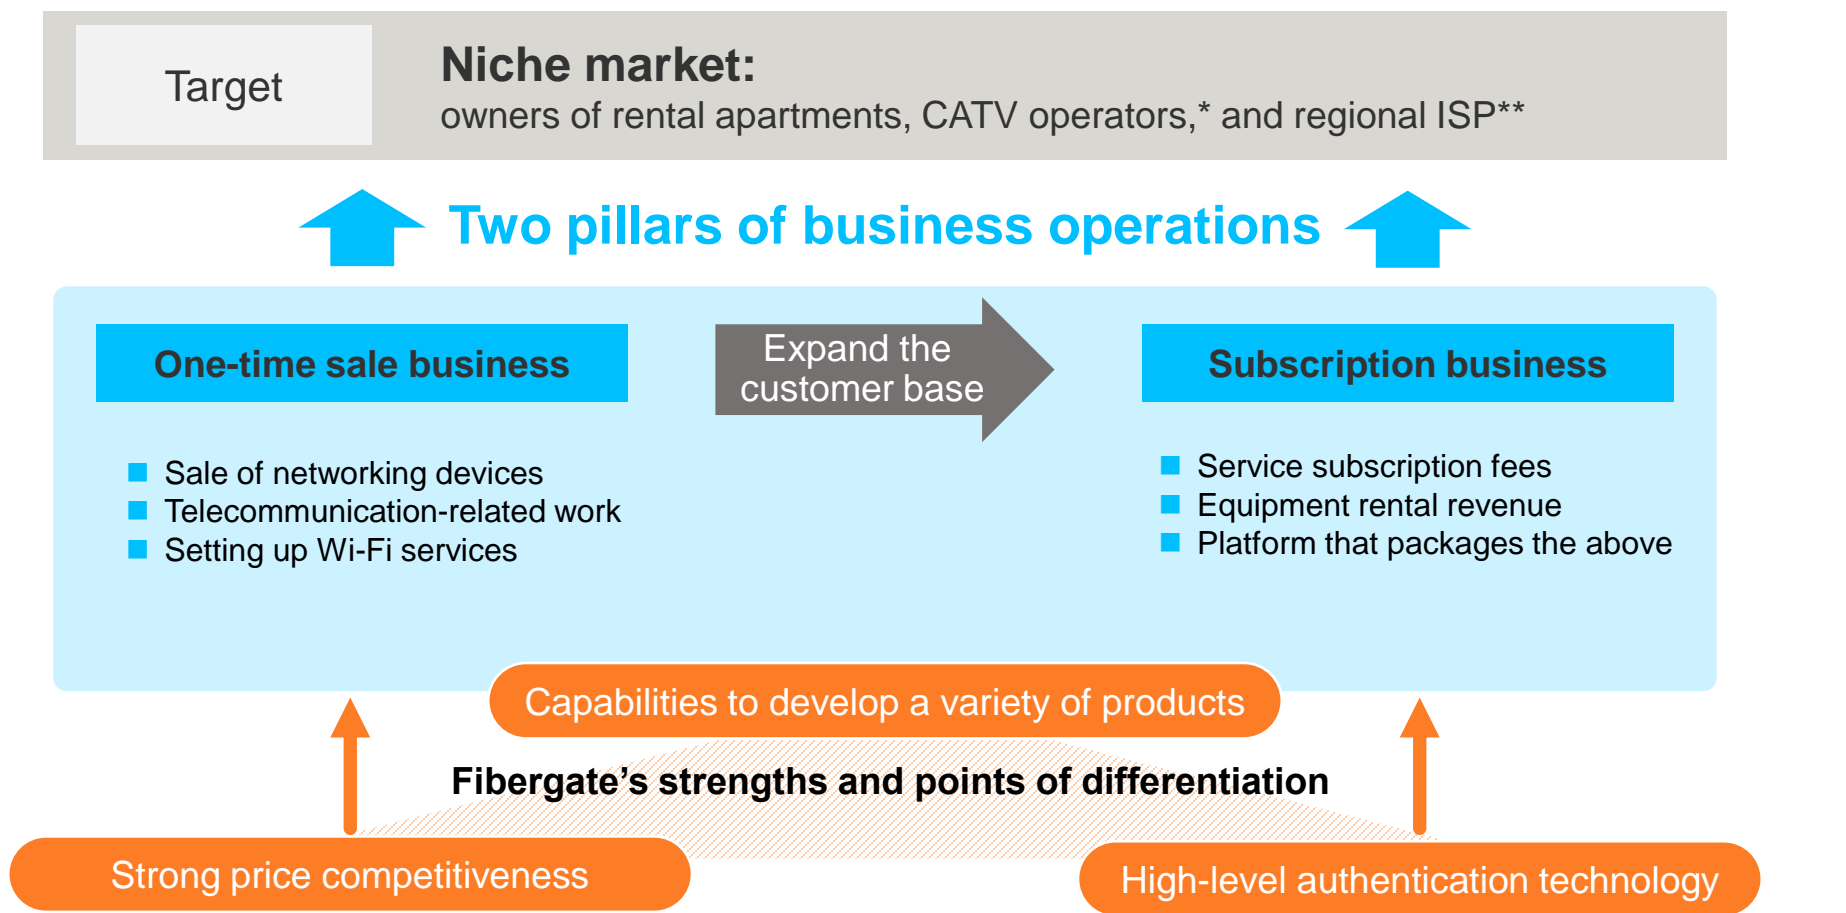 Target
Niche market:
owners of rental apartments, CATV operators,* and regional ISP**
Two pillars of business operations
One-time sale business
Expand the
customer base
Subscription business
Sale of networking devices
Telecommunication-related work
Setting up Wi-Fi services
Service subscription fees
Equipment rental revenue
Platform that packages the above
Capabilities to develop a variety of products
Fibergate’s strengths and points of differentiation
Strong price competitiveness
High-level authentication technology